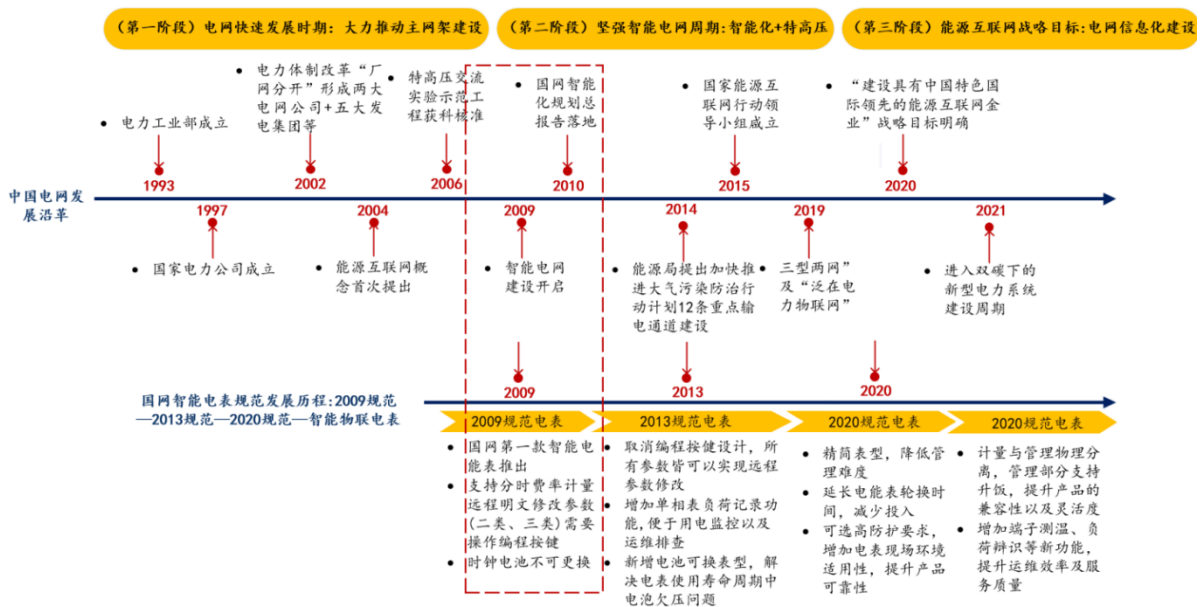 （第一阶段）电网快速发展时期：大力推动主网架建设
（第二阶段）坚强智能电网周期:智能化+特高压
（第三阶段）能源互联网战略目标:电网信息化建设
电力工业部成立
电力体制改革“厂
网分开”形成两大
电网公司+五大发
电集团等
特高压交流
实验示范工
程获科核准
国网智能
化规划总
报告落地
国家能源互
联网行动领
导小组成立
“建设具有中国特色国
际领先的能源互联网金
业”战略目标明确
1993
2002
2006
2010
2015
2020
中国电网发
展沿革
1997
2004
2009
2014
2019
2021
国家电力公司成立
能源互联网概
念首次提出
智能电网
建设开启
能源局提出加快推
进大气污染防治行
动计划12条重点输
电通道建设
三型两网”
及“泛在电
力物联网”
进入双碳下的
新型电力系统
建设周期
2009
2013
2020
国网智能电表规范发展历程:2009规范
—2013规范—2020规范—智能物联电表
2009规范电表
2013规范电表
2020规范电表
2020规范电表
国网第一款智能电
能表推出
支持分时费率计量
远程明文修改参数
(二类、三类)需要
操作编程按键
时钟电池不可更换
取消编程按健设计，所
有参数皆可以实现远程
参数修改
增加单相表负荷记录功
能,便于用电监控以及
运维排查
新增电池可换表型，解
决电表使用寿命周期中
电池欠压问题
精简表型，降低管
理难度
延长电能表轮换时
间，减少投入
可选高防护要求，
增加电表现场环境
适用性，提升产品
可靠性
计量与管理物理分
离，管理部分支持
升饭，提升产品的
兼容性以及灵活度
增加端子测温、负
荷辩识等新功能，
提升运维效率及服
务质量